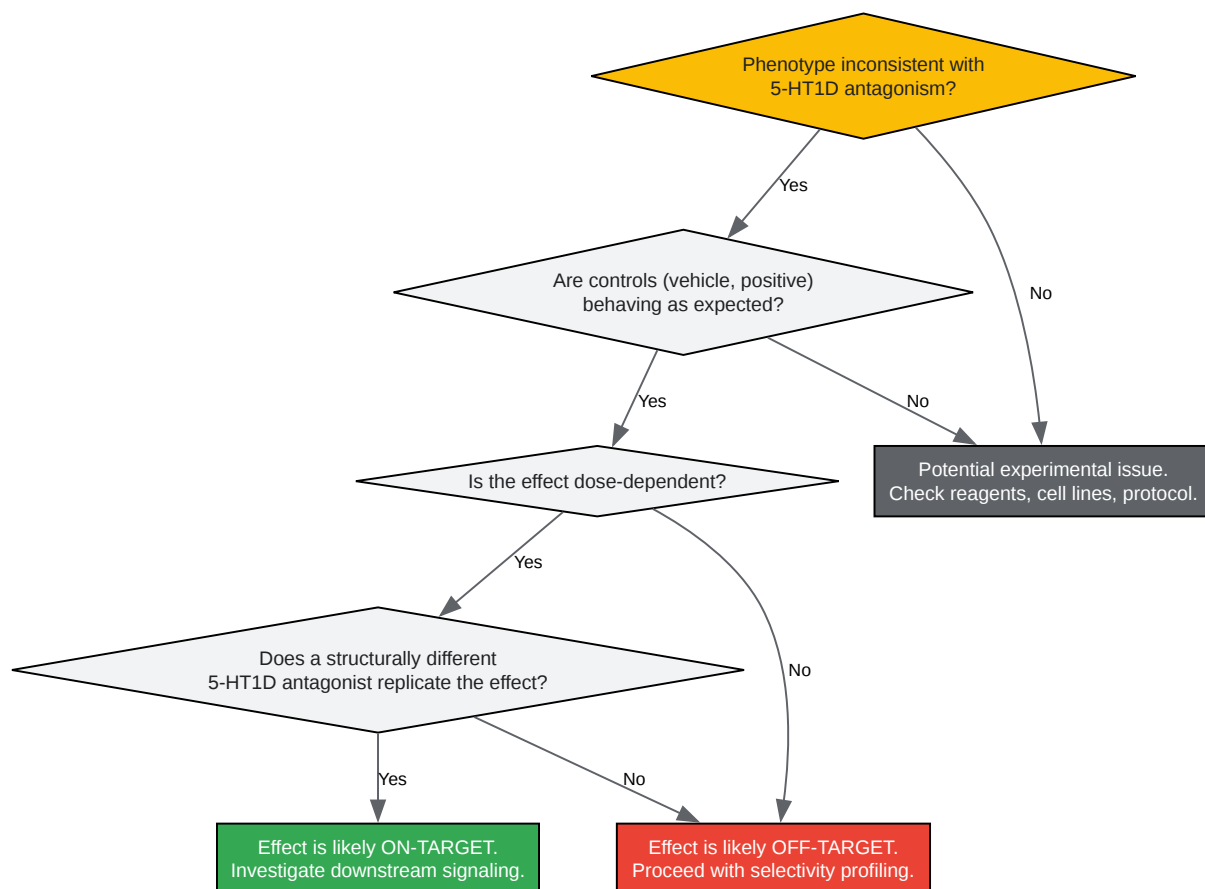 Phenotype inconsistent with
5-HT1D antagonism?
Yes
No
Are controls (vehicle, positive)
behaving as expected?
Yes
No
Is the effect dose-dependent?
Potential experimental issue.
Check reagents, cell lines, protocol.
Yes
No
Does a structurally different
5-HT1D antagonist replicate the effect?
Yes
No
Effect is likely ON-TARGET.
Investigate downstream signaling.
Effect is likely OFF-TARGET.
Proceed with selectivity profiling.